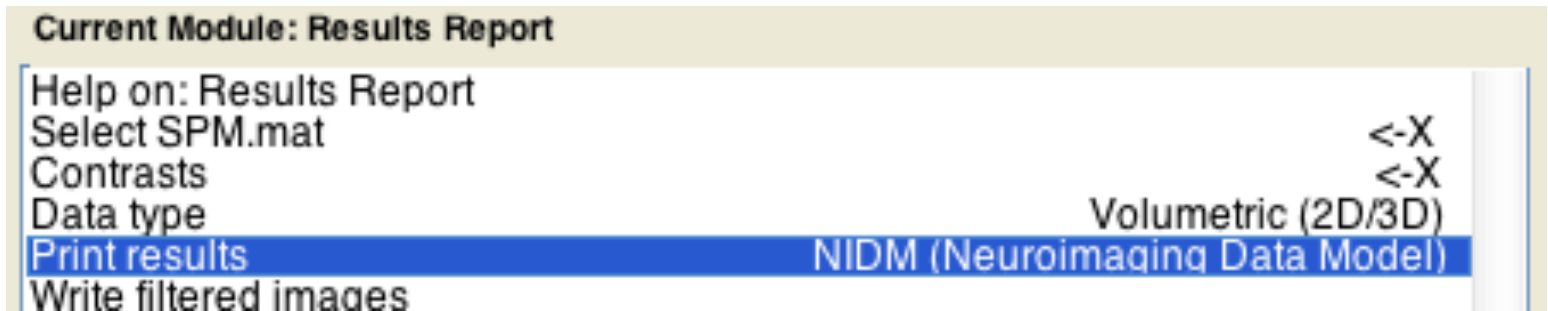 Current Module: Results Report
Help on: Results Report
Select SPM.mat <-X
Contrasts <-X
Data type Volumetric (2D/3D)
Print results NIDM (Neuroimaging Data Model)
Write filtered images